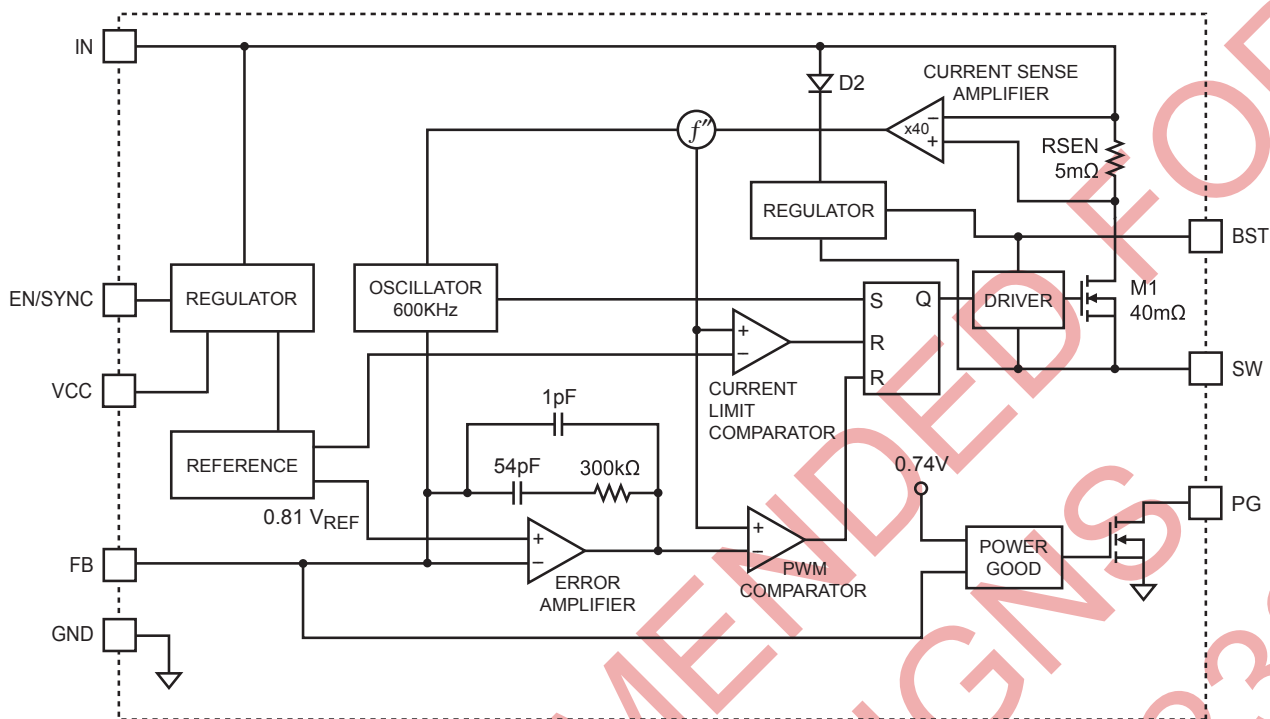 IN
D2
CURRENT SENSE
AMPLIFIER
f″
x40
−
+
RSEN
5mΩ
REGULATOR
BST
EN/SYNC
REGULATOR
OSCILLATOR
600KHz
S
Q
DRIVER
M1
40mΩ
+
−
R
SW
VCC
R
CURRENT
LIMIT
COMPARATOR
1pF
REFERENCE
54pF
300kΩ
0.74V
PG
0.81 VREF
+
−
ERROR
AMPLIFIER
+
−
PWM
COMPARATOR
POWER
GOOD
FB
GND
MENDED FOR
IGNS